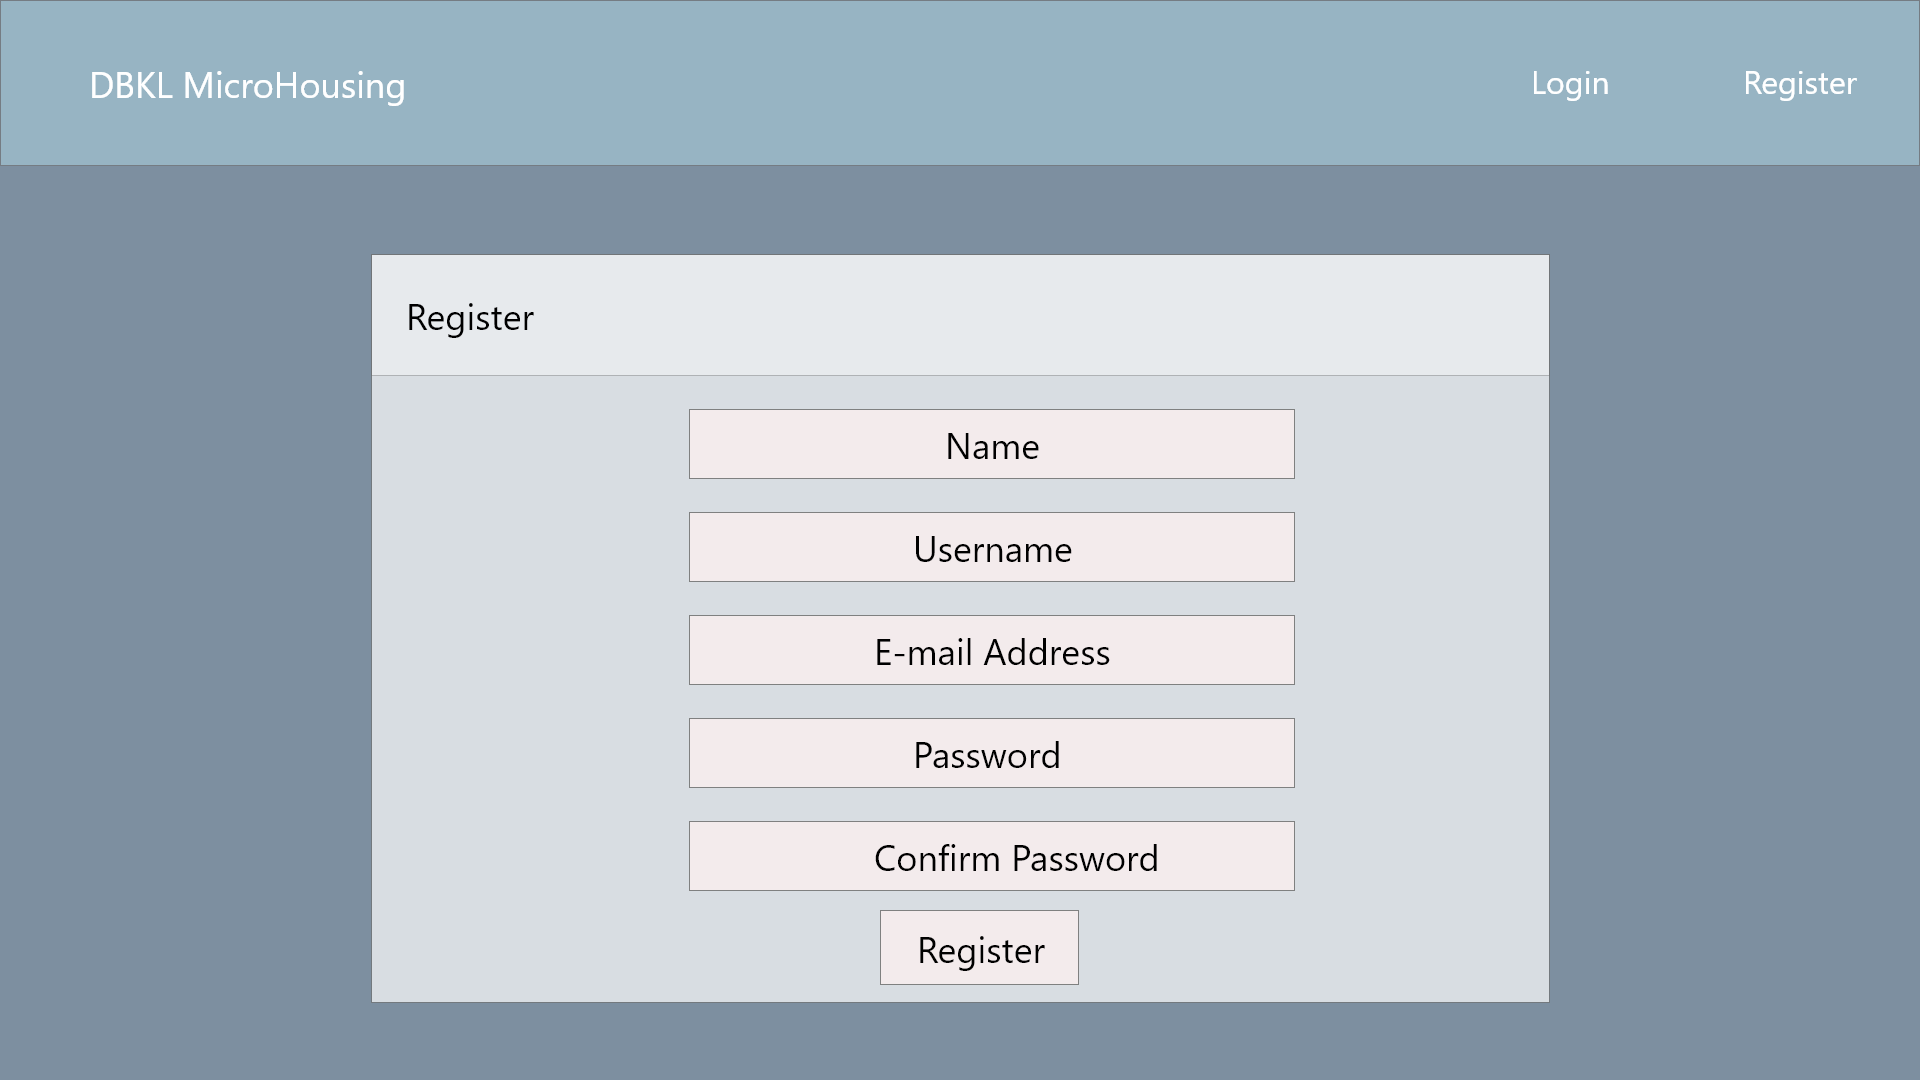 DBKL MicroHousing
Login
Register
Register
Name
Username
E-mail Address
Password
Confirm Password
Register